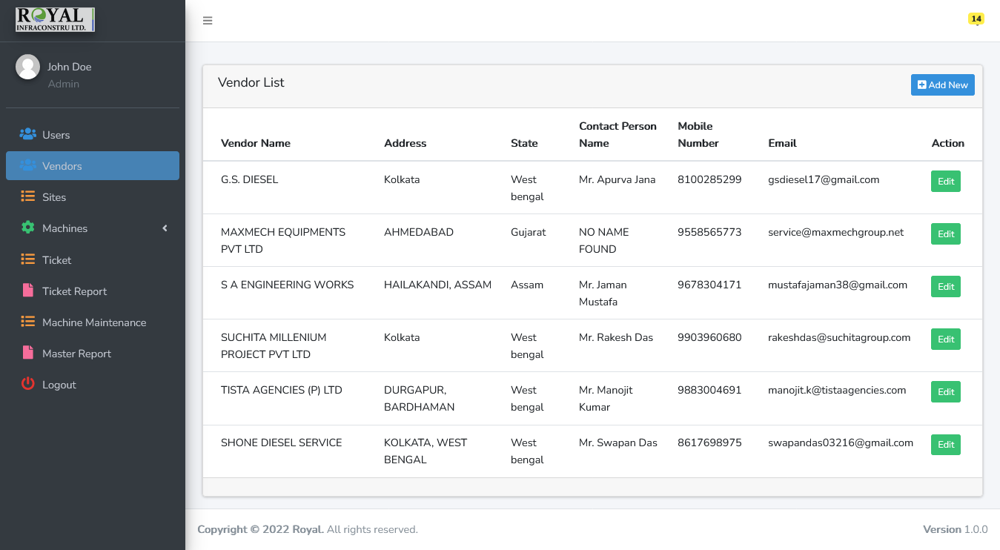 ROYAL
INFRACONSTRU LTD.
14
John Doe
Admin
Users
Vendors
Sites
Machines
Ticket
Ticket Report
Machine Maintenance
Master Report
Logout
Vendor List
Add New
Contact Person Mobile
Vendor Name Address State Name Number Email Action
G.S. DIESEL Kolkata West Mr. Apurva Jana 8100285299 gsdiesel17@gmail.com Edit
bengal
MAXMECH EQUIPMENTS AHMEDABAD Gujarat NO NAME 9558565773 service@maxmechgroup.net Edit
PVT LTD FOUND
S A ENGINEERING WORKS HAILAKANDI, ASSAM Assam Mr. Jaman 9678304171 mustafajaman38@gmail.com Edit
Mustafa
SUCHITA MILLENIUM Kolkata West Mr. Rakesh Das 9903960680 rakeshdas@suchitagroup.com Edit
PROJECT PVT LTD bengal
TISTA AGENCIES (P) LTD DURGAPUR, West Mr. Manojit 9883004691 manojit.k@tistaagencies.com Edit
BARDHAMAN bengal Kumar
SHONE DIESEL SERVICE KOLKATA, WEST West Mr. Swapan Das 8617698975 swapandas03216@gmail.com Edit
BENGAL bengal
Copyright © 2022 Royal. All rights reserved. Version 1.0.0